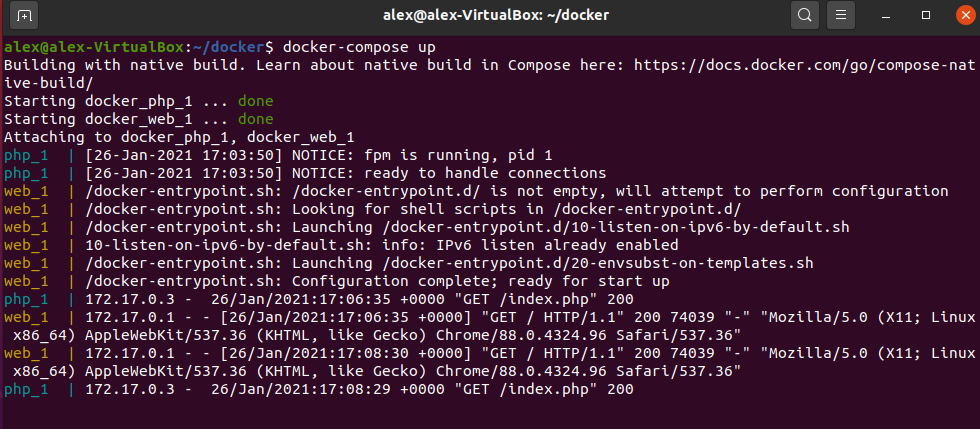 alex@alex-VirtualBox: ~/docker
alex@alex-VirtualBox:~/docker$ docker-compose up
Building with native build. Learn about native build in Compose here: https://docs.docker.com/go/compose-nat
ive-build/
Starting docker_php_1 ... done
Starting docker_web_1 ... done
Attaching to docker_php_1, docker_web_1
php_1  | [26-Jan-2021 17:03:50] NOTICE: fpm is running, pid 1
php_1  | [26-Jan-2021 17:03:50] NOTICE: ready to handle connections
web_1  | /docker-entrypoint.sh: /docker-entrypoint.d/ is not empty, will attempt to perform configuration
web_1  | /docker-entrypoint.sh: Looking for shell scripts in /docker-entrypoint.d/
web_1  | /docker-entrypoint.sh: Launching /docker-entrypoint.d/10-listen-on-ipv6-by-default.sh
web_1  | 10-listen-on-ipv6-by-default.sh: info: IPv6 listen already enabled
web_1  | /docker-entrypoint.sh: Launching /docker-entrypoint.d/20-envsubst-on-templates.sh
web_1  | /docker-entrypoint.sh: Configuration complete; ready for start up
php_1  | 172.17.0.3 -  26/Jan/2021:17:06:35 +0000 "GET /index.php" 200
web_1  | 172.17.0.1 - - [26/Jan/2021:17:06:35 +0000] "GET / HTTP/1.1" 200 74039 "-" "Mozilla/5.0 (X11; Linux
 x86_64) AppleWebKit/537.36 (KHTML, like Gecko) Chrome/88.0.4324.96 Safari/537.36"
web_1  | 172.17.0.1 - - [26/Jan/2021:17:08:30 +0000] "GET / HTTP/1.1" 200 74039 "-" "Mozilla/5.0 (X11; Linux
 x86_64) AppleWebKit/537.36 (KHTML, like Gecko) Chrome/88.0.4324.96 Safari/537.36"
php_1  | 172.17.0.3 -  26/Jan/2021:17:08:29 +0000 "GET /index.php" 200